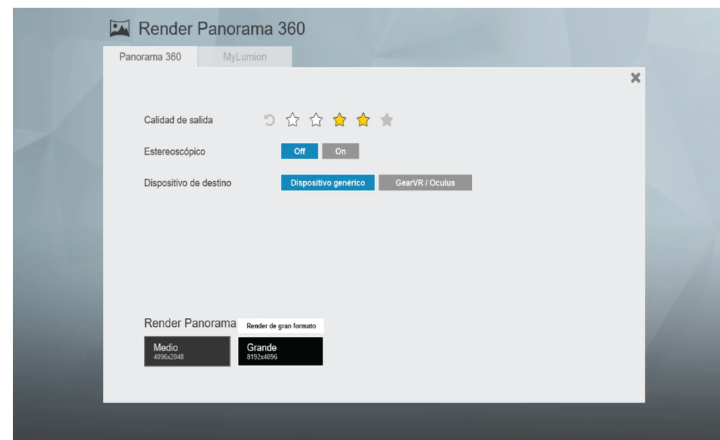 Render Panorama 360
Panorama 360 MyLumion
Calidad de salida
Estereoscópico Off On
Dispositivo de destino Dispositivo genérico GearVR / Oculus
Render Panorama Render de gran formato
Medio Grande
4096x2048 8192x4096